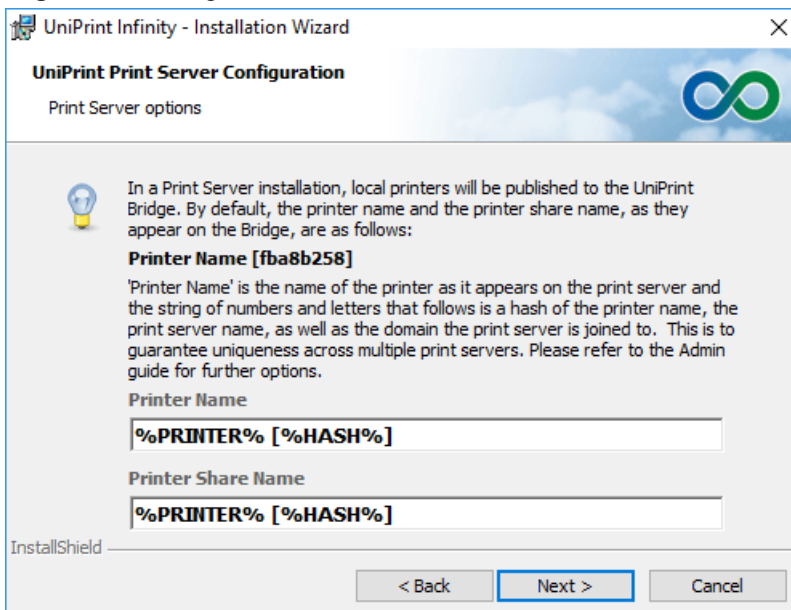 UniPrint Infinity - Installation Wizard
UniPrint Print Server Configuration
Print Server options
In a Print Server installation, local printers will be published to the UniPrint
Bridge. By default, the printer name and the printer share name, as they
appear on the Bridge, are as follows:
Printer Name [fba8b258]
'Printer Name' is the name of the printer as it appears on the print server and
the string of numbers and letters that follows is a hash of the printer name, the
print server name, as well as the domain the print server is joined to.  This is to
guarantee uniqueness across multiple print servers. Please refer to the Admin
guide for further options.
Printer Name
%PRINTER% [%HASH%]
Printer Share Name
%PRINTER% [%HASH%]
InstallShield
< Back
Next >
Cancel